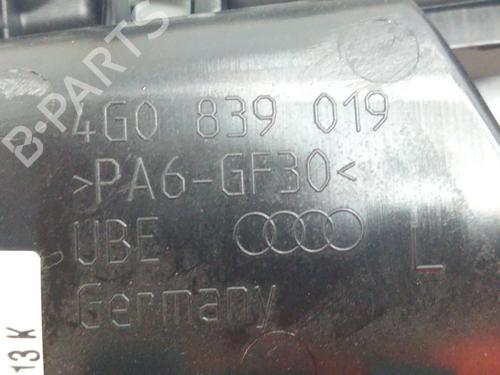 B-PARTS
4G0 839 019
>PA6-GF30<
UBE
L
Germany
13 K